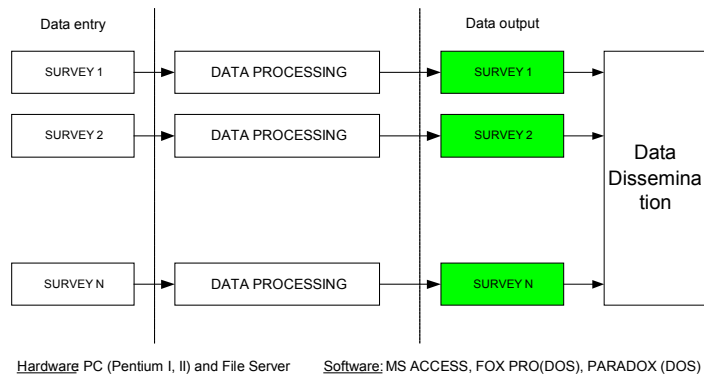 Data entry
Data output
SURVEY 1
DATA PROCESSING
SURVEY 1
SURVEY 2
DATA PROCESSING
SURVEY 2
Data
Dissemina
tion
SURVEY N
DATA PROCESSING
SURVEY N
Hardware: PC (Pentium I, II) and File Server
Software: MS ACCESS, FOX PRO(DOS), PARADOX (DOS)